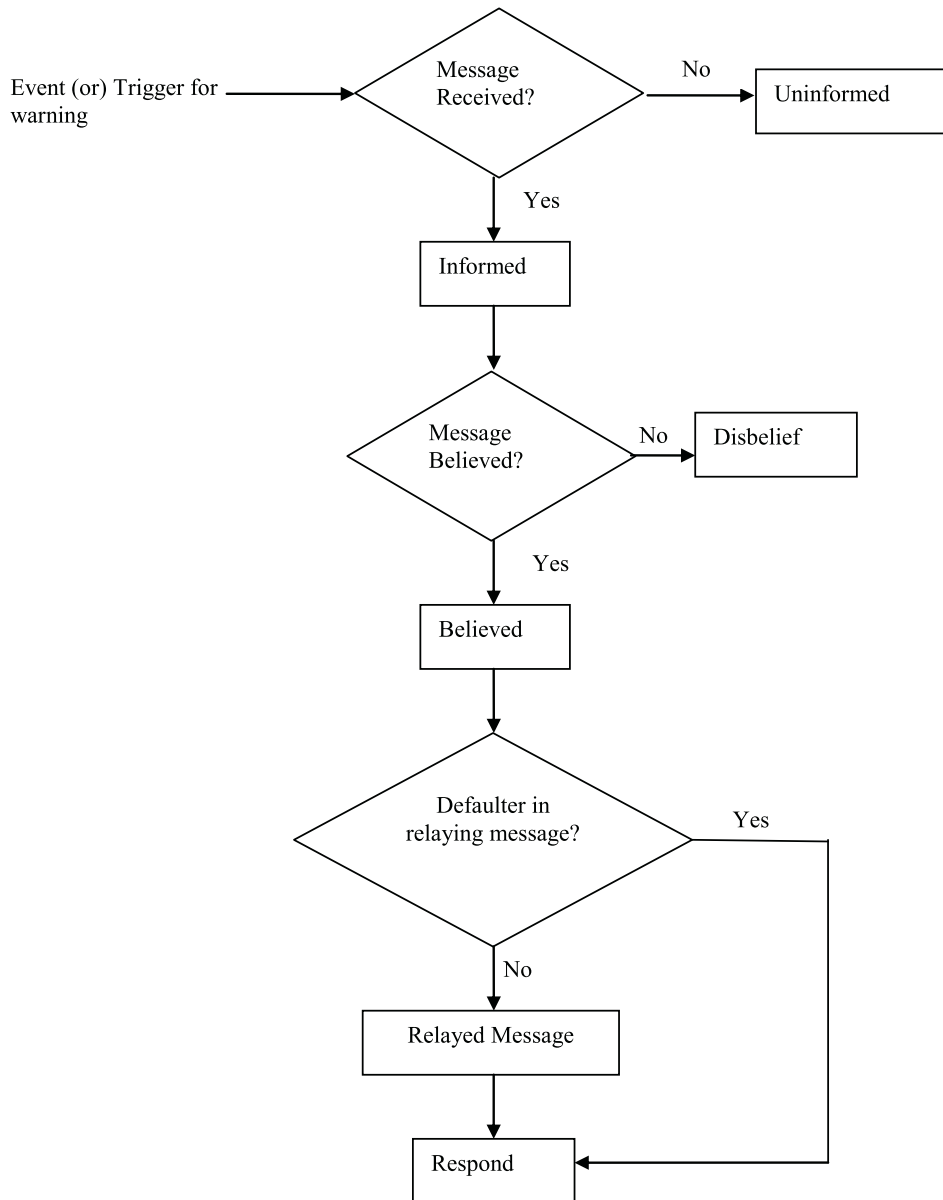 Event (or) Trigger for
warning
Message
Received?
No
Uninformed
Yes
Informed
Message
Believed?
No
Disbelief
Yes
Believed
Defaulter in
relaying message?
Yes
No
Relayed Message
Respond